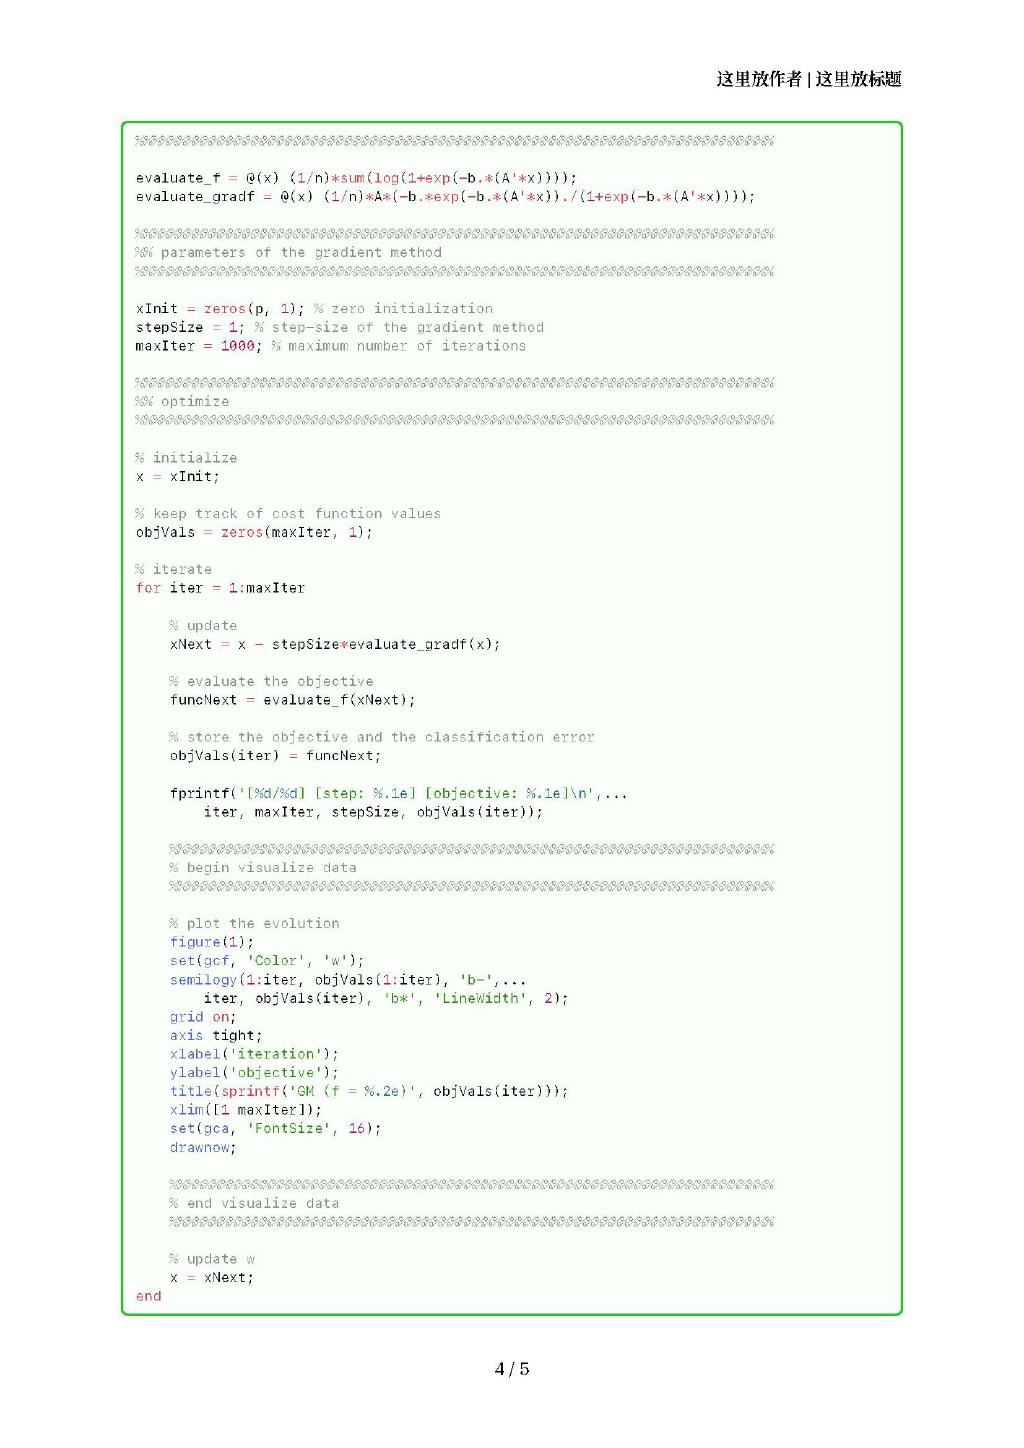 这里放作者 | 这里放标题
%%%%%%%%%%%%%%%%%%%%%%%%%%%%%%%%%%%%%%%%%%%%%%%%%%%%%%%%%%%%%%%%%%%%%%%%%%%%%
evaluate_f = @(x) (1/n)*sum(log(1+exp(-b.*(A'*x))));
evaluate_gradf = @(x) (1/n)*A*(-b.*exp(-b.*(A'*x))./(1+exp(-b.*(A'*x))));
%%%%%%%%%%%%%%%%%%%%%%%%%%%%%%%%%%%%%%%%%%%%%%%%%%%%%%%%%%%%%%%%%%%%%%%%%%%%%
%% parameters of the gradient method
%%%%%%%%%%%%%%%%%%%%%%%%%%%%%%%%%%%%%%%%%%%%%%%%%%%%%%%%%%%%%%%%%%%%%%%%%%%%%
xInit = zeros(p, 1); % zero initialization
stepSize = 1; % step-size of the gradient method
maxIter = 1000; % maximum number of iterations
%%%%%%%%%%%%%%%%%%%%%%%%%%%%%%%%%%%%%%%%%%%%%%%%%%%%%%%%%%%%%%%%%%%%%%%%%%%%%
%% optimize
%%%%%%%%%%%%%%%%%%%%%%%%%%%%%%%%%%%%%%%%%%%%%%%%%%%%%%%%%%%%%%%%%%%%%%%%%%%%%
% initialize
x = xInit;
% keep track of cost function values
objVals = zeros(maxIter, 1);
% iterate
for iter = 1:maxIter
    % update
    xNext = x - stepSize*evaluate_gradf(x);
    % evaluate the objective
    funcNext = evaluate_f(xNext);
    % store the objective and the classification error
    objVals(iter) = funcNext;
    fprintf('[%d/%d] [step: %.1e] [objective: %.1e]\n',...
        iter, maxIter, stepSize, objVals(iter));
    %%%%%%%%%%%%%%%%%%%%%%%%%%%%%%%%%%%%%%%%%%%%%%%%%%%%%%%%%%%%%%%%%%%%%%%%%
    % begin visualize data
    %%%%%%%%%%%%%%%%%%%%%%%%%%%%%%%%%%%%%%%%%%%%%%%%%%%%%%%%%%%%%%%%%%%%%%%%%
    % plot the evolution
    figure(1);
    set(gcf, 'Color', 'w');
    semilogy(1:iter, objVals(1:iter), 'b-',...
        iter, objVals(iter), 'b*', 'LineWidth', 2);
    grid on;
    axis tight;
    xlabel('iteration');
    ylabel('objective');
    title(sprintf('GM (f = %.2e)', objVals(iter)));
    xlim([1 maxIter]);
    set(gca, 'FontSize', 16);
    drawnow;
    %%%%%%%%%%%%%%%%%%%%%%%%%%%%%%%%%%%%%%%%%%%%%%%%%%%%%%%%%%%%%%%%%%%%%%%%%
    % end visualize data
    %%%%%%%%%%%%%%%%%%%%%%%%%%%%%%%%%%%%%%%%%%%%%%%%%%%%%%%%%%%%%%%%%%%%%%%%%
    % update w
    x = xNext;
end
4 / 5